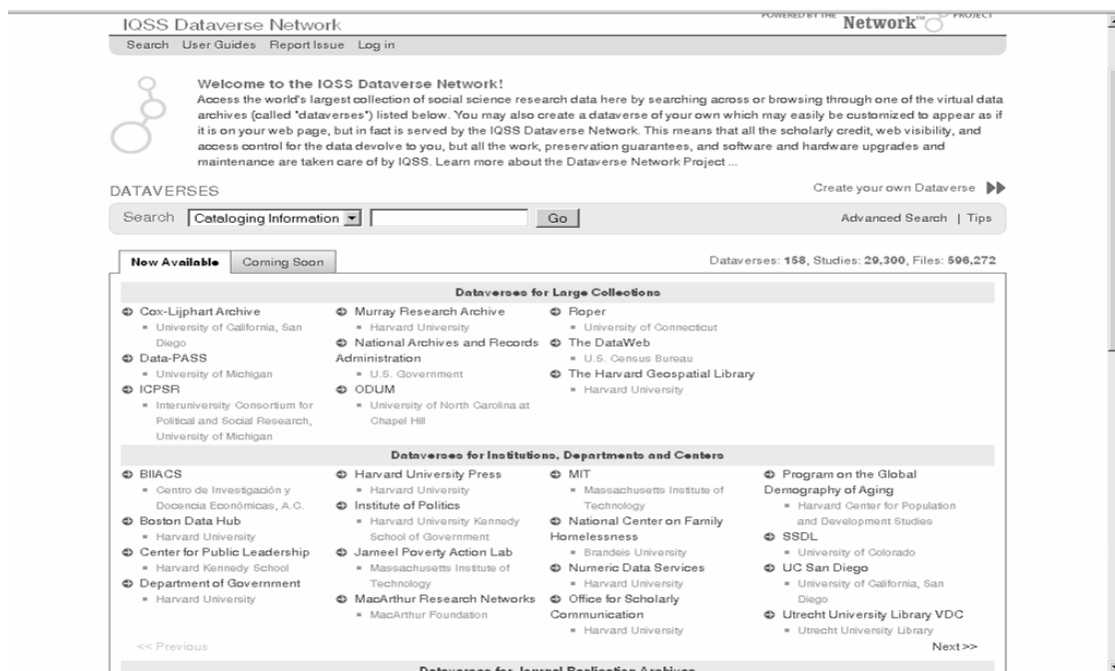 IQSS Dataverse Network
POWERED BY THE Network™ PROJECT
Search User Guides Report Issue Log in
Welcome to the IQSS Dataverse Network!
Access the world's largest collection of social science research data here by searching across or browsing through one of the virtual data
archives (called "dataverses") listed below. You may also create a dataverse of your own which may easily be customized to appear as if
it is on your web page, but in fact is served by the IQSS Dataverse Network. This means that all the scholarly credit, web visibility, and
access control for the data devolve to you, but all the work, preservation guarantees, and software and hardware upgrades and
maintenance are taken care of by IQSS. Learn more about the Dataverse Network Project ...
DATAVERSES
Create your own Dataverse
Search Cataloging Information Go
Advanced Search | Tips
Now Available Coming Soon
Dataverses: 158, Studies: 29,300, Files: 596,272
Dataverses for Large Collections
Cox-Lijphart Archive
University of California, San
Diego
Data-PASS
University of Michigan
ICPSR
Interuniversity Consortium for
Political and Social Research,
University of Michigan
Murray Research Archive
Harvard University
National Archives and Records
Administration
U.S. Government
ODUM
University of North Carolina at
Chapel Hill
Roper
University of Connecticut
The DataWeb
U.S. Census Bureau
The Harvard Geospatial Library
Harvard University
Dataverses for Institutions, Departments and Centers
BIIACS
Centro de Investigación y
Docencia Económicas, A.C.
Boston Data Hub
Harvard University
Center for Public Leadership
Harvard Kennedy School
Department of Government
Harvard University
Harvard University Press
Harvard University
Institute of Politics
Harvard University Kennedy
School of Government
Jameel Poverty Action Lab
Massachusetts Institute of
Technology
MacArthur Research Networks
MacArthur Foundation
MIT
Massachusetts Institute of
Technology
National Center on Family
Homelessness
Brandeis University
Numeric Data Services
Harvard University
Office for Scholarly
Communication
Harvard University
Program on the Global
Demography of Aging
Harvard Center for Population
and Development Studies
SSDL
University of Colorado
UC San Diego
University of California, San
Diego
Utrecht University Library VDC
Utrecht University Library
<< Previous
Next >>
Dataverses for Journal Replication Archives